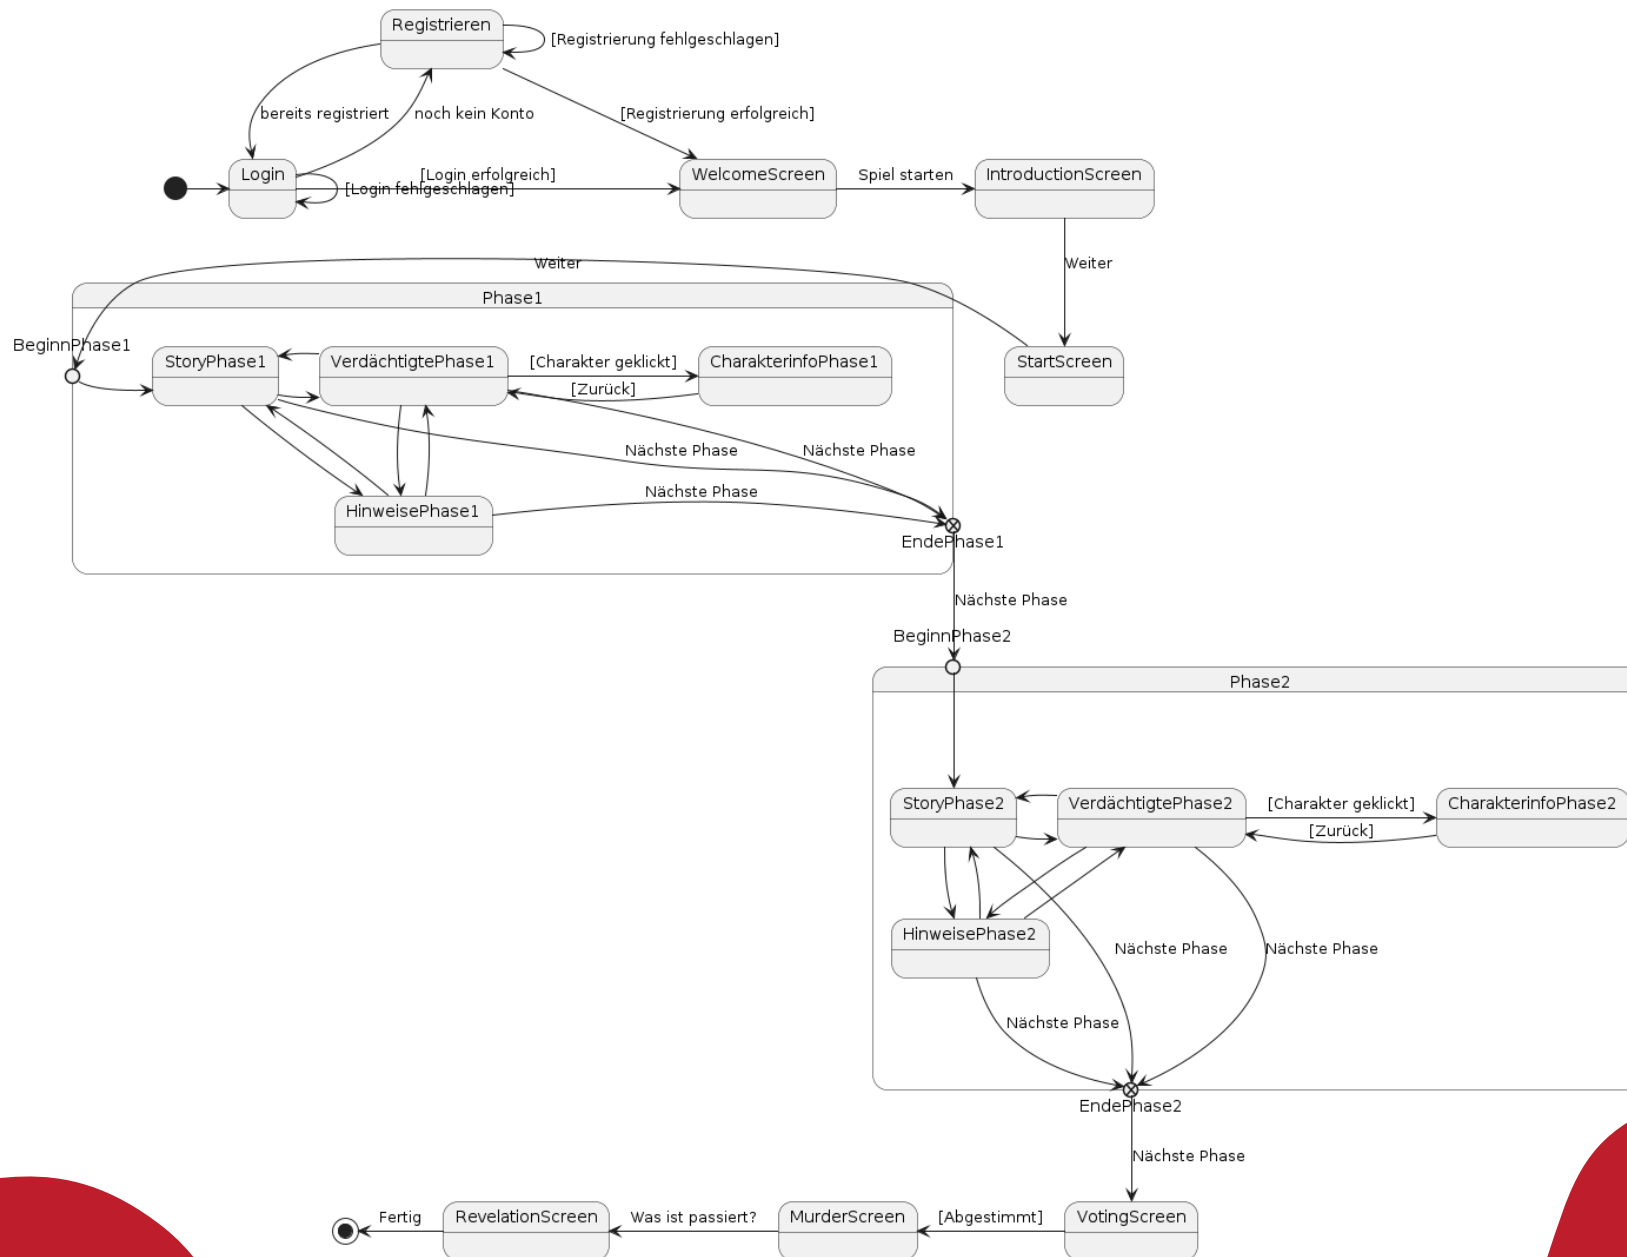 Registrieren
[Registrierung fehlgeschlagen]
bereits registriert
noch kein Konto
[Registrierung erfolgreich]
Login
[Login erfolgreich]
[Login fehlgeschlagen]
WelcomeScreen
Spiel starten
IntroductionScreen
Weiter
Weiter
Phase1
BeginnPhase1
StoryPhase1
VerdächtigtePhase1
[Charakter geklickt]
[Zurück]
CharakterinfoPhase1
StartScreen
Nächste Phase
Nächste Phase
Nächste Phase
HinweisePhase1
EndePhase1
Nächste Phase
BeginnPhase2
Phase2
StoryPhase2
VerdächtigtePhase2
[Charakter geklickt]
[Zurück]
CharakterinfoPhase2
HinweisePhase2
Nächste Phase
Nächste Phase
Nächste Phase
EndePhase2
Nächste Phase
Fertig
RevelationScreen
Was ist passiert?
MurderScreen
[Abgestimmt]
VotingScreen